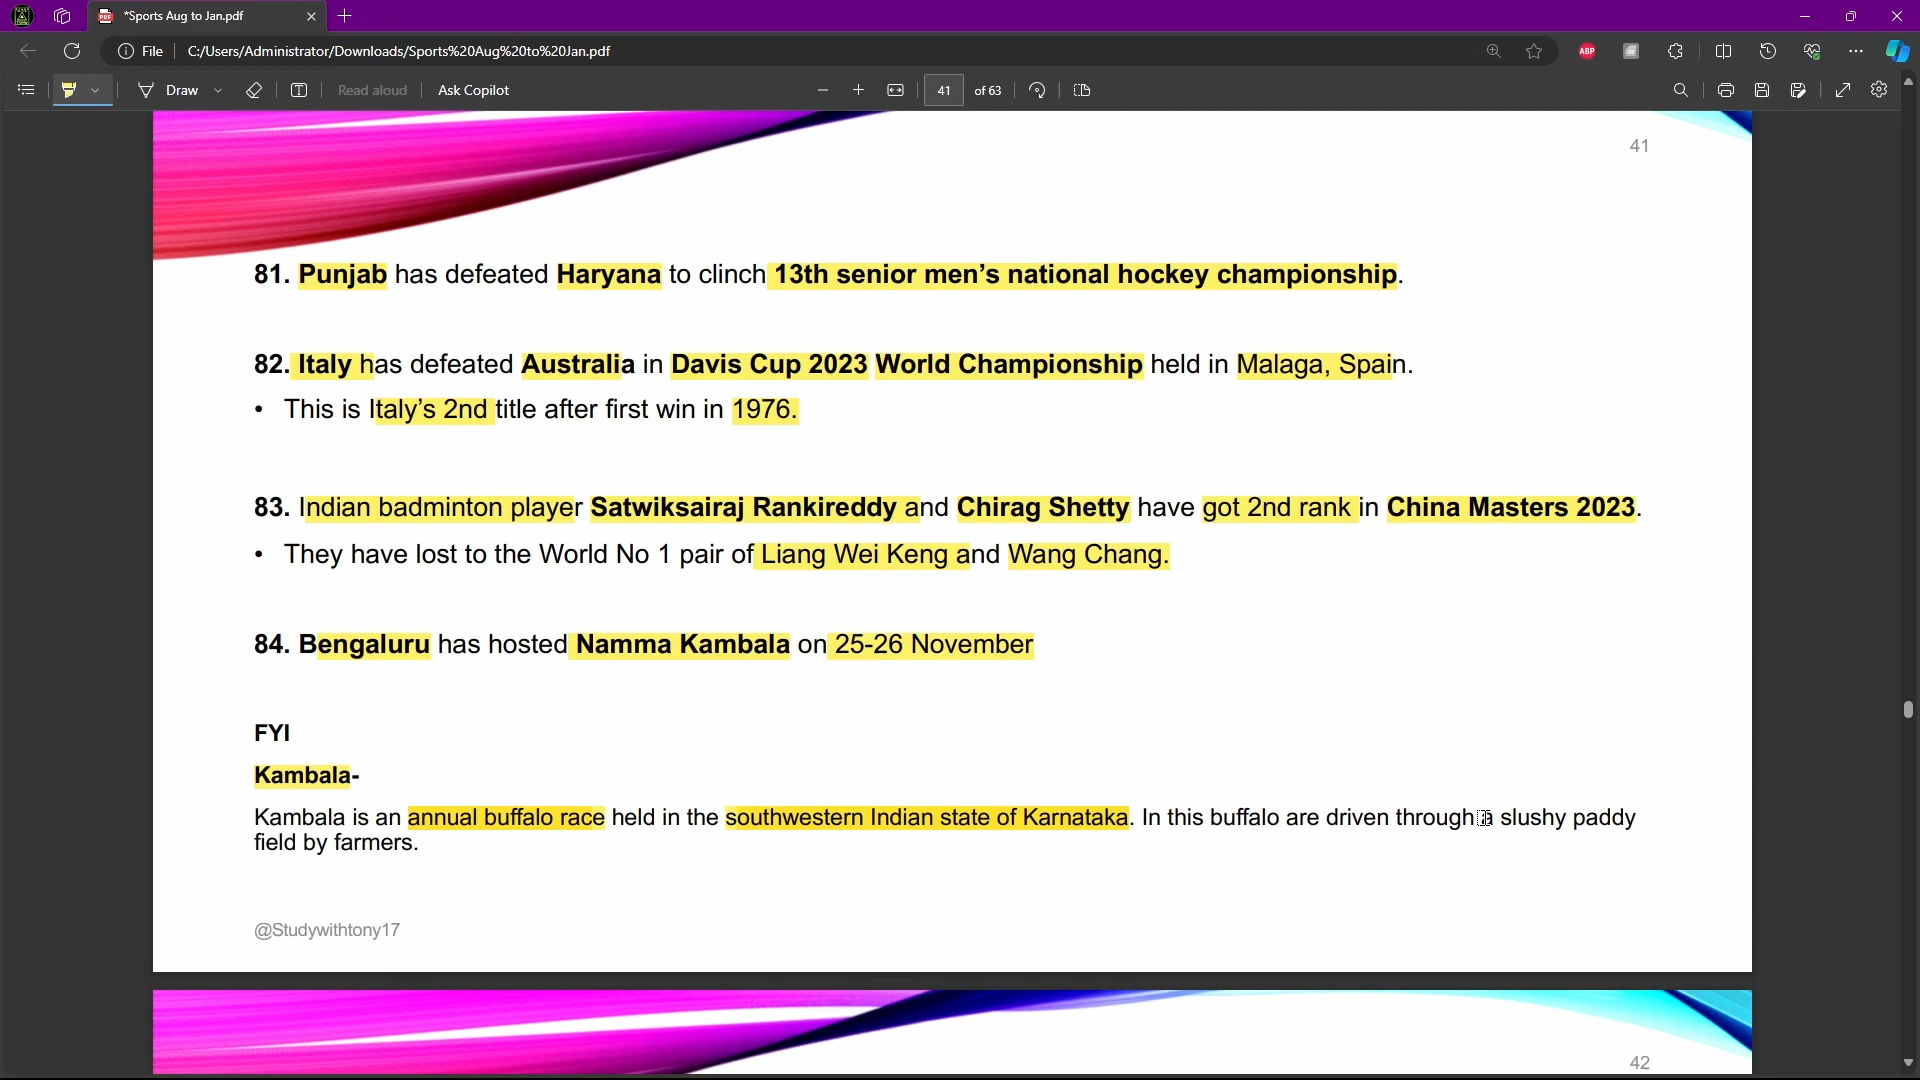 *Sports Aug to Jan.pdf
File C:/Users/Administrator/Downloads/Sports%20Aug%20to%20Jan.pdf
ABP
Draw Read aloud Ask Copilot 41 of 63
41
81. Punjab has defeated Haryana to clinch 13th senior men’s national hockey championship.
82. Italy has defeated Australia in Davis Cup 2023 World Championship held in Malaga, Spain.
• This is Italy’s 2nd title after first win in 1976.
83. Indian badminton player Satwiksairaj Rankireddy and Chirag Shetty have got 2nd rank in China Masters 2023.
• They have lost to the World No 1 pair of Liang Wei Keng and Wang Chang.
84. Bengaluru has hosted Namma Kambala on 25-26 November
FYI
Kambala-
Kambala is an annual buffalo race held in the southwestern Indian state of Karnataka. In this buffalo are driven through a slushy paddy
field by farmers.
@Studywithtony17
42